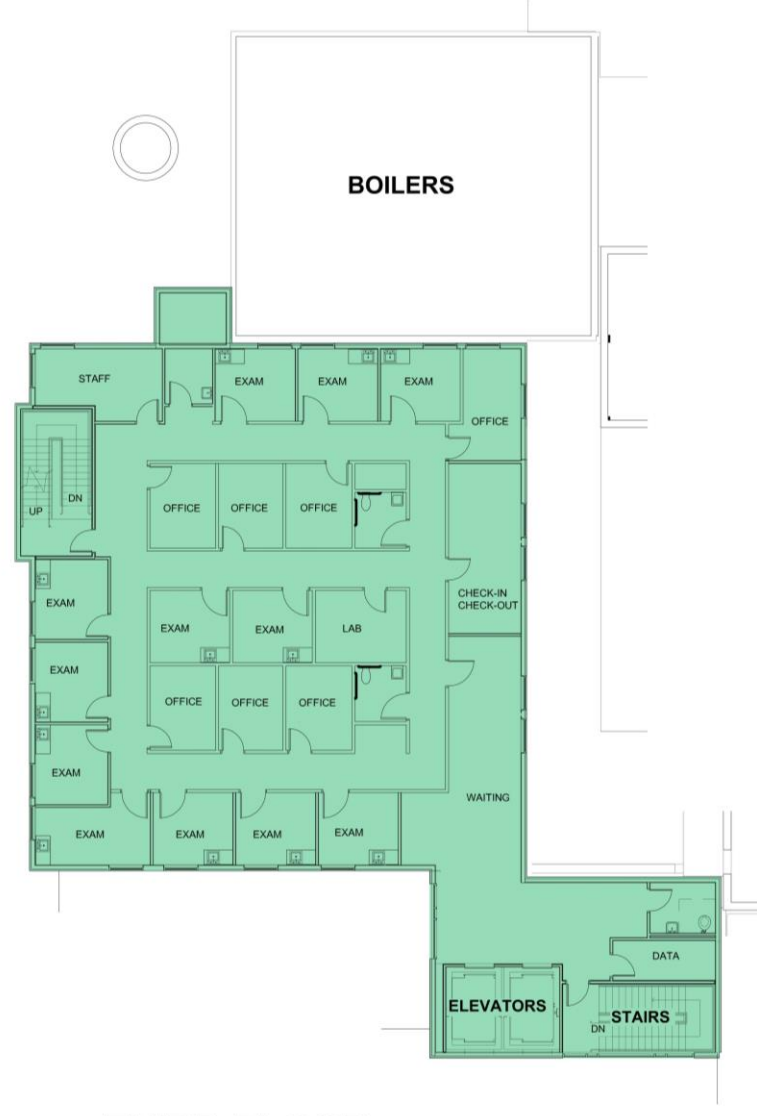 BOILERS
STAFF
EXAM
EXAM
EXAM
OFFICE
UP
DN
OFFICE
OFFICE
OFFICE
EXAM
CHECK-IN
CHECK-OUT
EXAM
EXAM
LAB
EXAM
OFFICE
OFFICE
OFFICE
EXAM
WAITING
EXAM
EXAM
EXAM
EXAM
DATA
ELEVATORS
DN
STAIRS